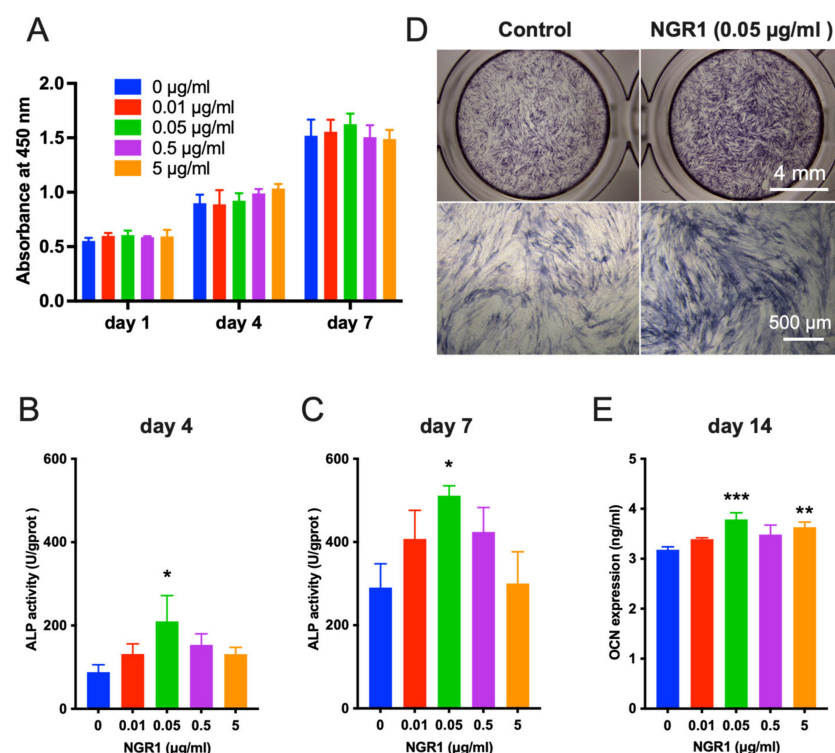 A
Absorbance at 450 nm
2.0
1.5
1.0
0.5
0.0
0 µg/ml
0.01 µg/ml
0.05 µg/ml
0.5 µg/ml
5 µg/ml
day 1
day 4
day 7
D
Control
NGR1 (0.05 µg/ml )
4 mm
500 µm
B
day 4
ALP activity (U/gprot )
600
400
200
0
*
0
0.01
0.05
0.5
5
NGR1 (µg/ml)
C
day 7
ALP activity (U/gprot )
600
400
200
0
*
0
0.01
0.05
0.5
5
NGR1 (µg/ml)
E
day 14
OCN expression (ng/ml)
5
4
3
2
1
0
***
**
0
0.01
0.05
0.5
5
NGR1 (µg/ml)